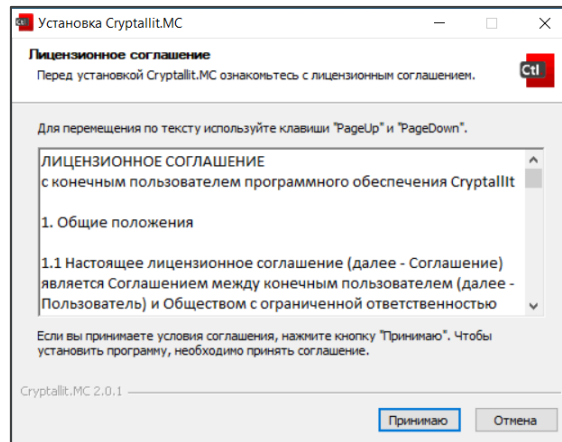 Ctl Установка Cryptallit.MC
Лицензионное соглашение
Перед установкой Cryptallit.MC ознакомьтесь с лицензионным соглашением.
Ctl
Для перемещения по тексту используйте клавиши "PageUp" и "PageDown".
ЛИЦЕНЗИОННОЕ СОГЛАШЕНИЕ
с конечным пользователем программного обеспечения CryptallIt
1. Общие положения
1.1 Настоящее лицензионное соглашение (далее - Соглашение)
является Соглашением между конечным пользователем (далее -
Пользователь) и Обществом с ограниченной ответственностью
Если вы принимаете условия соглашения, нажмите кнопку "Принимаю". Чтобы
установить программу, необходимо принять соглашение.
Cryptallit.MC 2.0.1
Принимаю Отмена